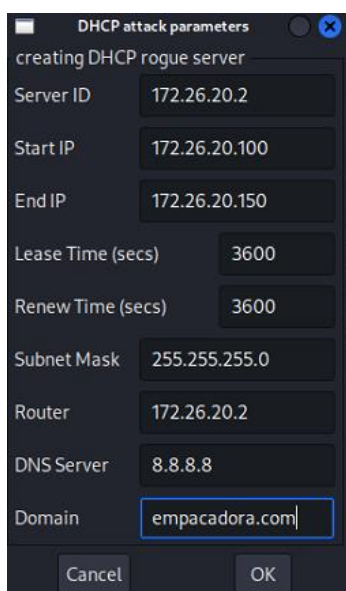 DHCP attack parameters
creating DHCP rogue server
Server ID 172.26.20.2
Start IP 172.26.20.100
End IP 172.26.20.150
Lease Time (secs) 3600
Renew Time (secs) 3600
Subnet Mask 255.255.255.0
Router 172.26.20.2
DNS Server 8.8.8.8
Domain empacadora.com
Cancel OK